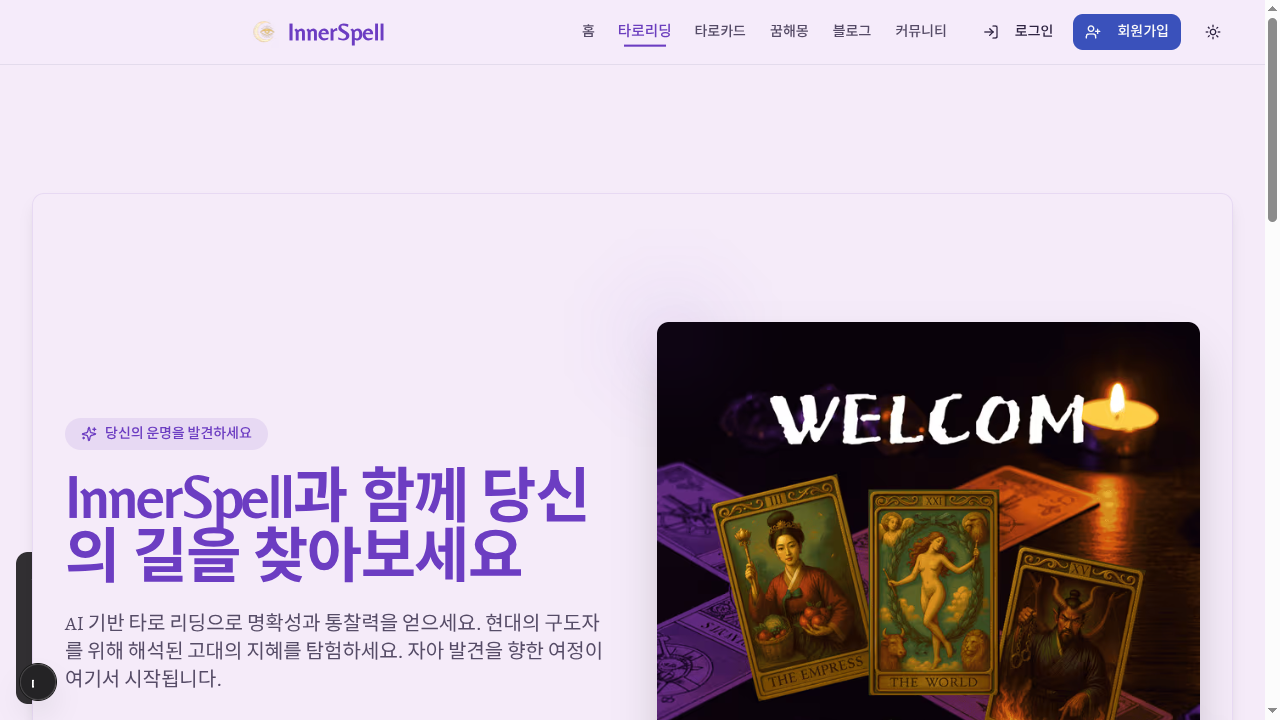 InnerSpell
홈
타로리딩
타로카드
꿈해몽
블로그
커뮤니티
로그인
회원가입
당신의 운명을 발견하세요
InnerSpell과 함께 당신
의 길을 찾아보세요
AI 기반 타로 리딩으로 명확성과 통찰력을 얻으세요. 현대의 구도자
를 위해 해석된 고대의 지혜를 탐험하세요. 자아 발견을 향한 여정이
여기서 시작됩니다.
WELCOM
III
THE EMPRESS
XXI
THE WORLD
XV